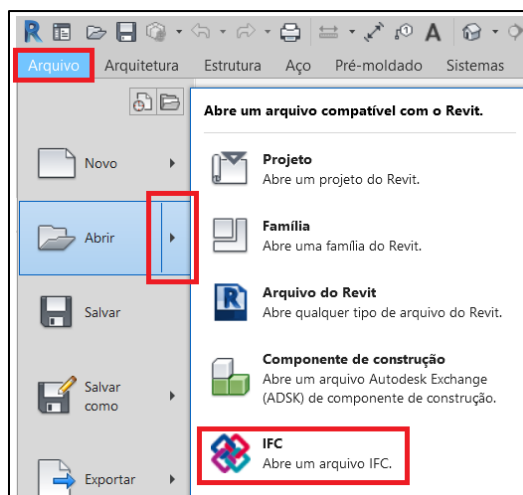 R A
Arquivo Arquitetura Estrutura Aço Pré-moldado Sistemas
Abre um arquivo compatível com o Revit.
Novo
Projeto
Abre um projeto do Revit.
Abrir
Família
Abre uma família do Revit.
Salvar
R
Arquivo do Revit
Abre qualquer tipo de arquivo do Revit.
Salvar
como
Componente de construção
Abre um arquivo Autodesk Exchange
(ADSK) de componente de construção.
Exportar
IFC
Abre um arquivo IFC.